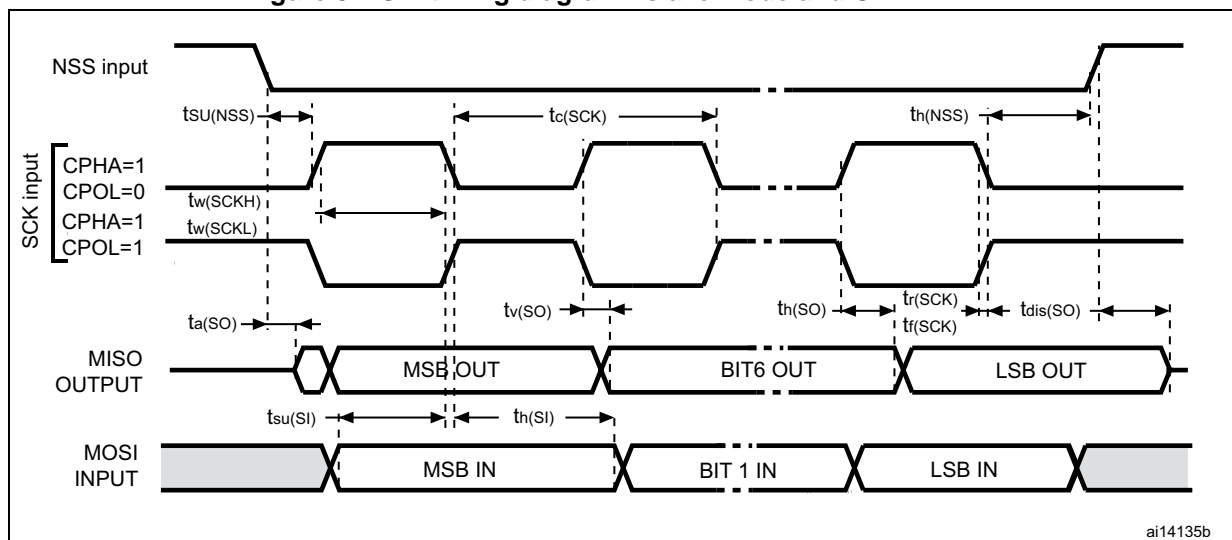 NSS input
tSU(NSS)
tc(SCK)
th(NSS)
SCK input
CPHA=1
CPOL=0
tw(SCKH)
CPHA=1
tw(SCKL)
CPOL=1
ta(SO)
tv(SO)
th(SO)
tr(SCK)
tf(SCK)
tdis(SO)
MISO
OUTPUT
MSB OUT
BIT6 OUT
LSB OUT
tsu(SI)
th(SI)
MOSI
INPUT
MSB IN
BIT 1 IN
LSB IN
ai14135b